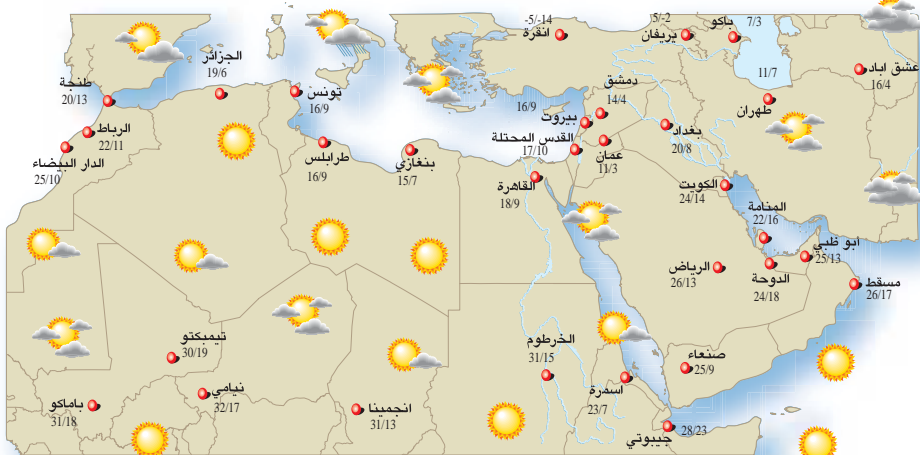 -5/-14
انقرة
5/-2
يريفان
باكو
7/3
11/7
عشق اباد
16/4
طهران
الجزائر
19/6
طنجة
20/13
الرباط
22/11
الدار البيضاء
25/10
تونس
16/9
طرابلس
16/9
بنغازي
15/7
16/9
دمشق
14/4
بيروت
القدس المحتلة
17/10
عمان
11/3
بغداد
20/8
القاهرة
18/9
الكويت
24/14
المنامة
22/16
ابو ظبي
25/13
الرياض
26/13
الدوحة
24/18
مسقط
26/17
تيمبكتو
30/19
نيامي
32/17
باماكو
31/18
انجمينا
31/13
الخرطوم
31/15
اسمرة
23/7
صنعاء
25/9
28/23
جيبوتي